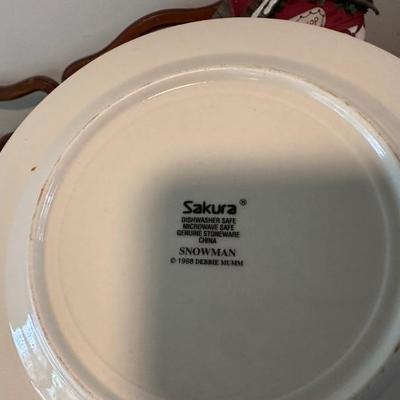 Sakura®
DISHWASHER SAFE
MICROWAVE SAFE
GENUINE STONEWARE
CHINA
SNOWMAN
© 1998 DEBBIE MUMM